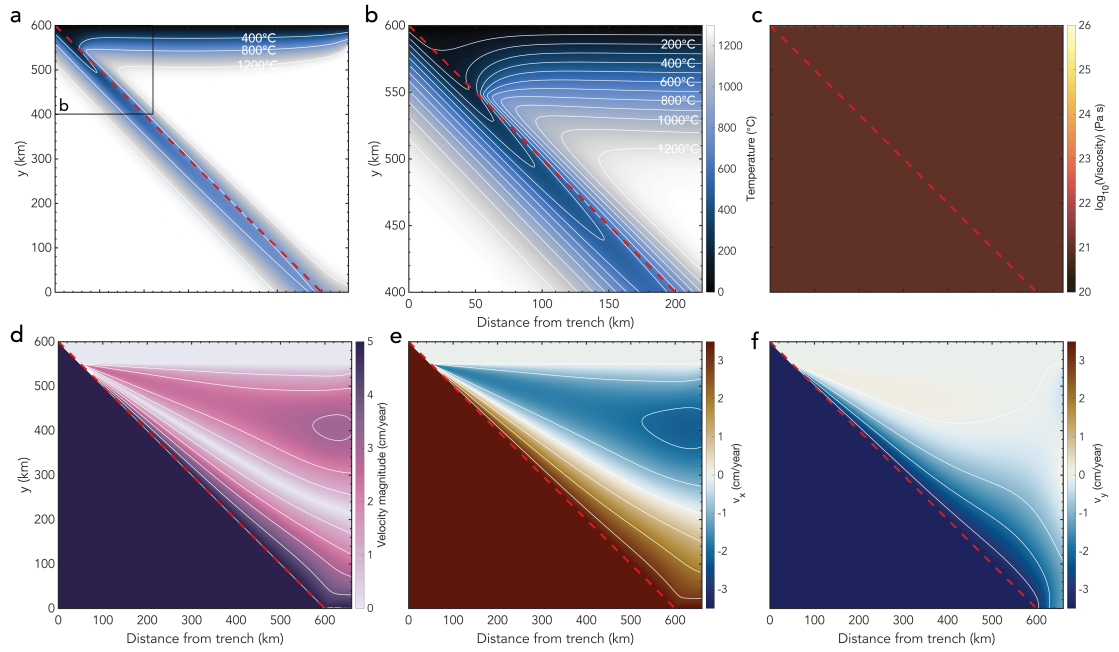 a
600
500
400
300
200
100
0
y (km)
400°C
800°C
1200°C
b
b
600
550
500
450
400
y (km)
0
50
100
150
200
Distance from trench (km)
200°C
400°C
600°C
800°C
1000°C
1200°C
1200
1000
800
600
400
200
0
Temperature (°C)
c
26
25
24
23
22
21
20
log10(Viscosity) (Pa s)
d
600
500
400
300
200
100
0
y (km)
0
100
200
300
400
500
600
Distance from trench (km)
5
4
3
2
1
0
Velocity magnitude (cm/year)
e
0
100
200
300
400
500
600
Distance from trench (km)
3
2
1
0
-1
-2
-3
vx (cm/year)
f
0
100
200
300
400
500
600
Distance from trench (km)
3
2
1
0
-1
-2
-3
vy (cm/year)